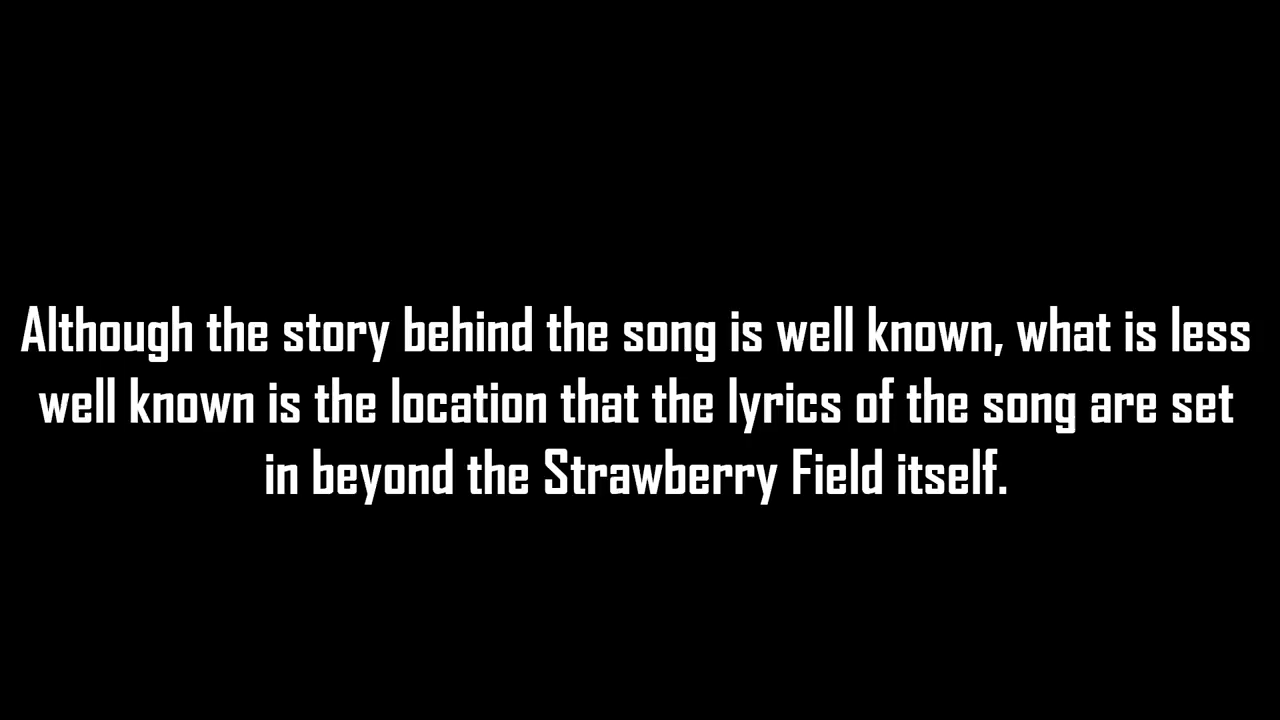 Although the story behind the song is well known, what is less
well known is the location that the lyrics of the song are set
in beyond the Strawberry Field itself.